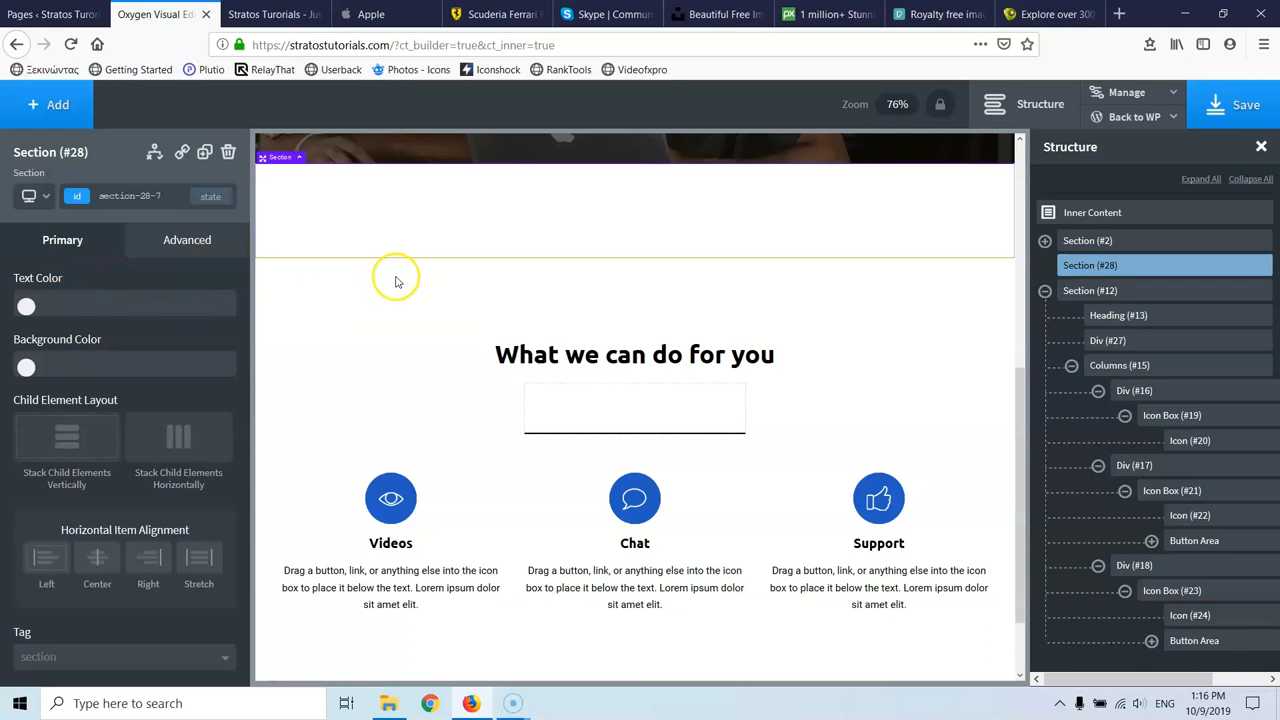 Pages ‹ Stratos Turorials
Oxygen Visual Edi
Stratos Tutorials - Jus
Apple
Scuderia Ferrari
Skype | Commun
Beautiful Free Im
1 million+ Stunn
Royalty free ima
Explore over 300
https://stratostutorials.com/?ct_builder=true&ct_inner=true
Ξεκινώντας
Getting Started
Plutio
RelayThat
Userback
Photos - Icons
Iconshock
RankTools
Videofxpro
+ Add
Zoom
76%
Structure
Manage
Back to WP
Save
Section (#28)
Section
id
section-28-7
state
Primary
Advanced
Text Color
Background Color
Child Element Layout
Stack Child Elements
Vertically
Stack Child Elements
Horizontally
Horizontal Item Alignment
Left
Center
Right
Stretch
Tag
section
Section
What we can do for you
Videos
Drag a button, link, or anything else into the icon
box to place it below the text. Lorem ipsum dolor
sit amet elit.
Chat
Drag a button, link, or anything else into the icon
box to place it below the text. Lorem ipsum dolor
sit amet elit.
Support
Drag a button, link, or anything else into the icon
box to place it below the text. Lorem ipsum dolor
sit amet elit.
Structure
Expand All
Collapse All
Inner Content
Section (#2)
Section (#28)
Section (#12)
Heading (#13)
Div (#27)
Columns (#15)
Div (#16)
Icon Box (#19)
Icon (#20)
Div (#17)
Icon Box (#21)
Icon (#22)
Button Area
Div (#18)
Icon Box (#23)
Icon (#24)
Button Area
Type here to search
ENG
1:16 PM
10/9/2019